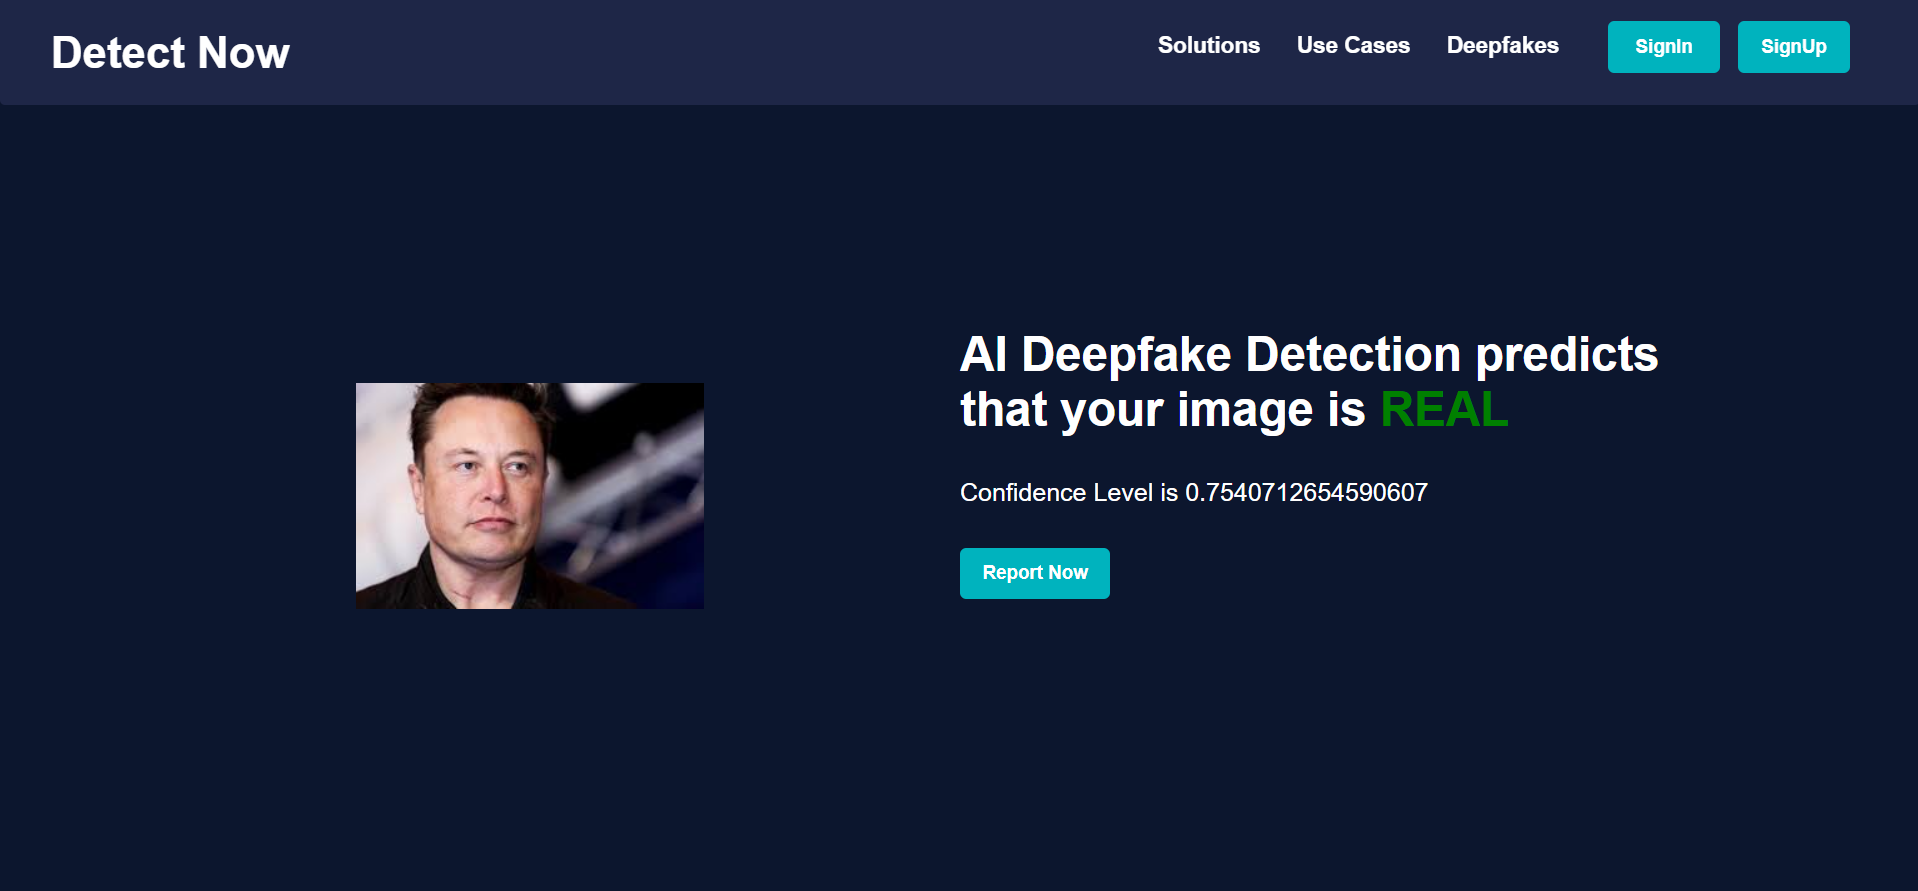 Detect Now
Solutions
Use Cases
Deepfakes
SignIn
SignUp
AI Deepfake Detection predicts
that your image is REAL
Confidence Level is 0.7540712654590607
Report Now